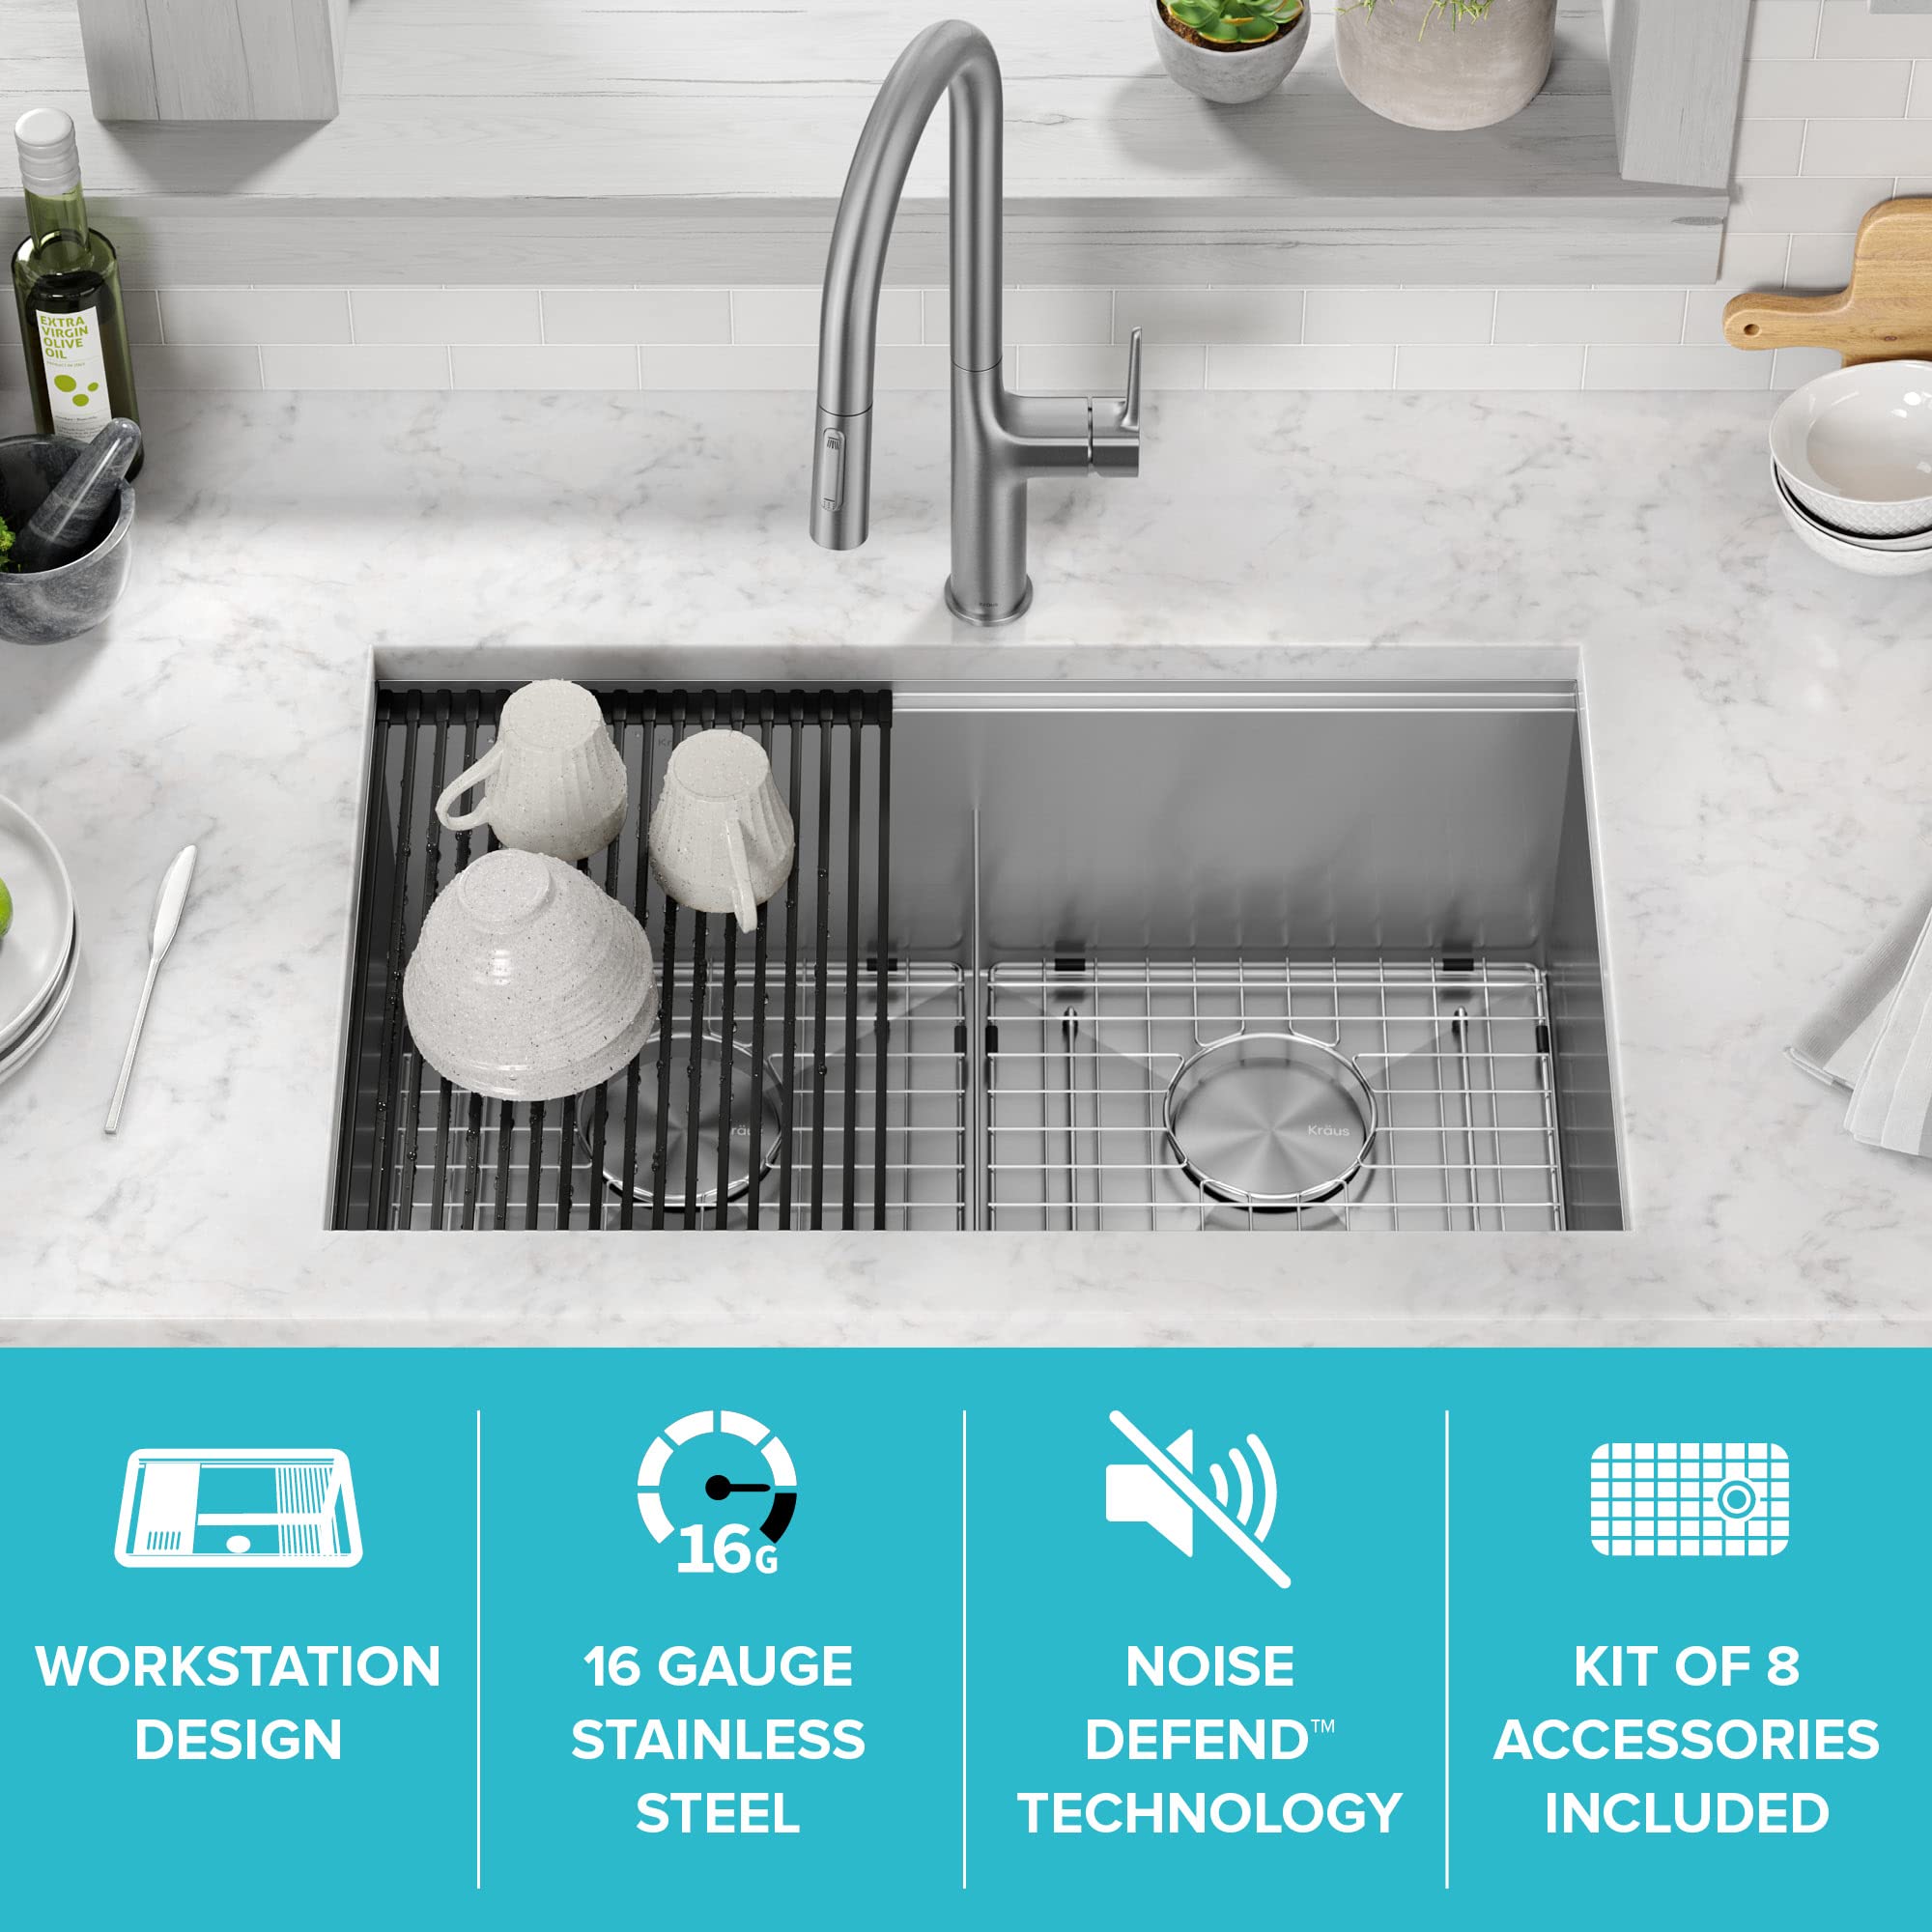 EXTRA
VIRGIN
OLIVE
OIL
Kräus
16G
WORKSTATION
DESIGN
16 GAUGE
STAINLESS
STEEL
NOISE
DEFEND™
TECHNOLOGY
KIT OF 8
ACCESSORIES
INCLUDED